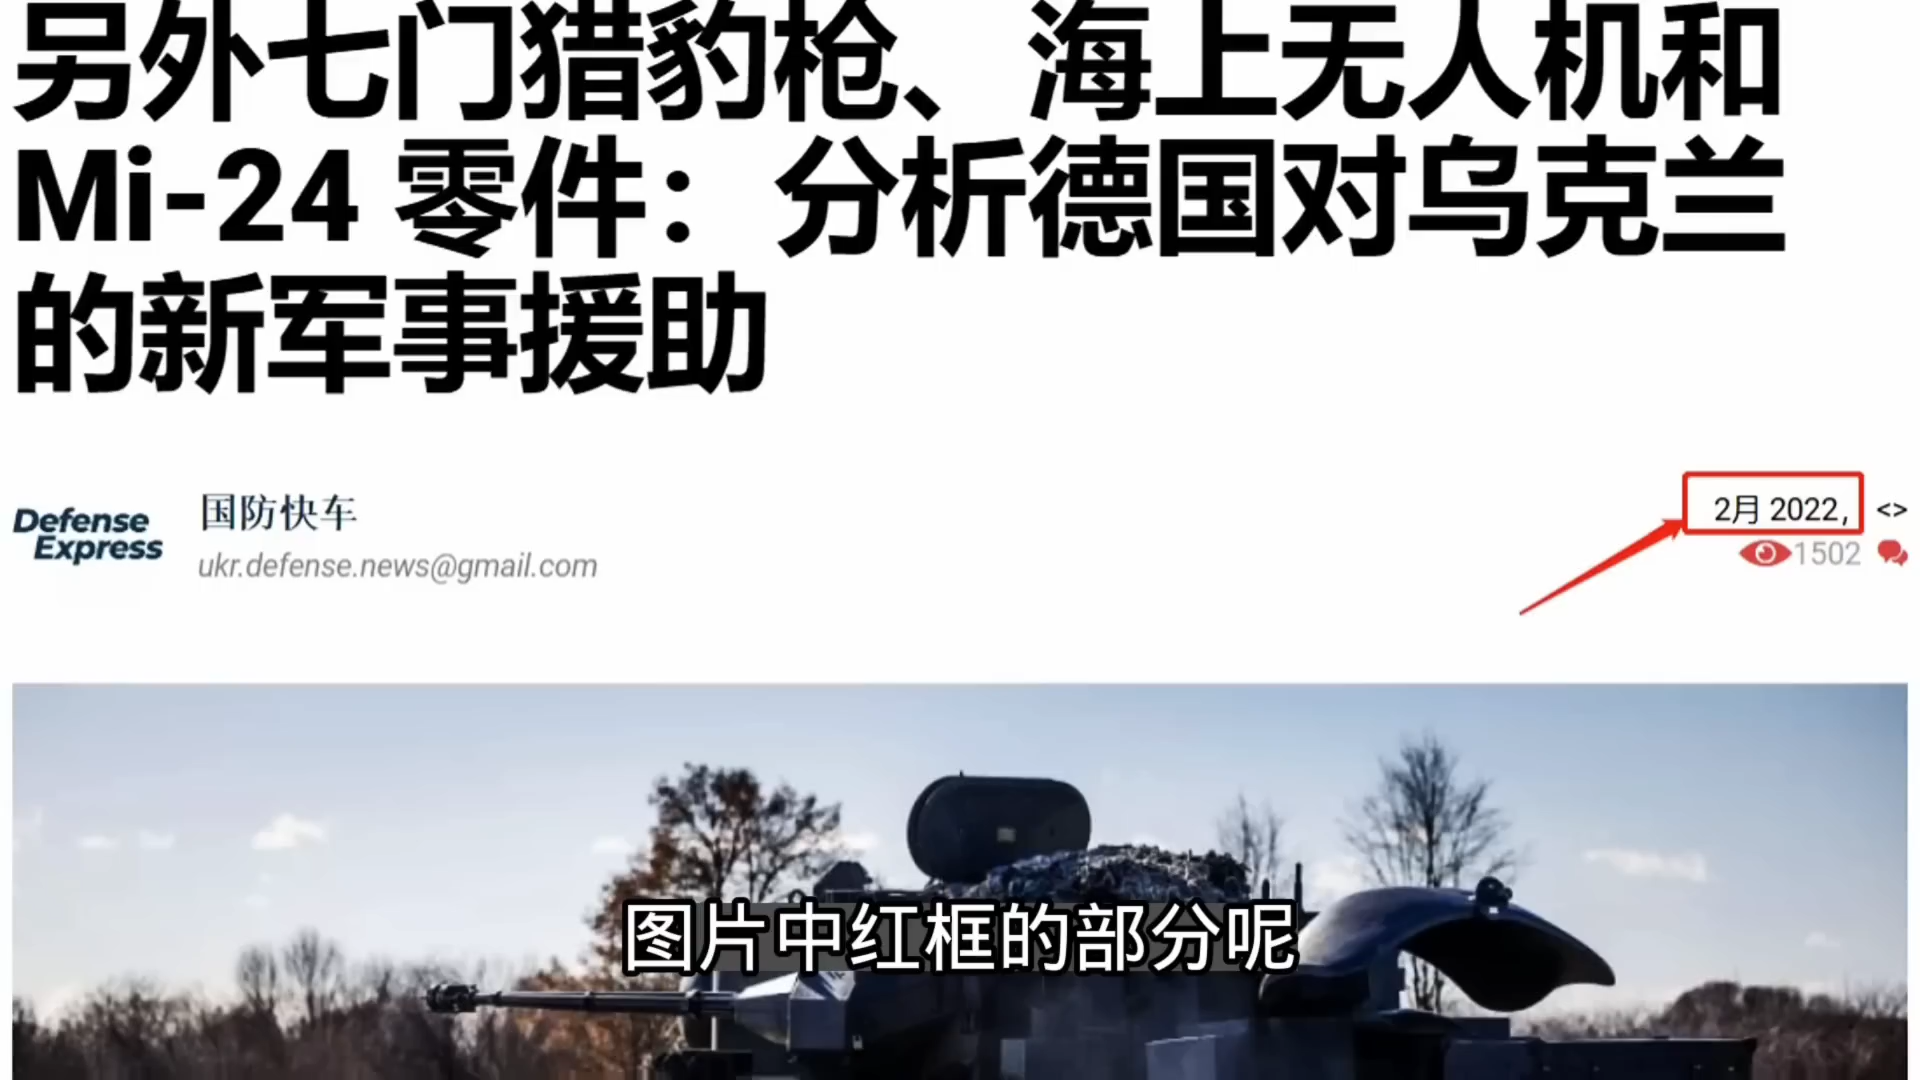 另外七门猎豹枪、海上无人机和
Mi-24 零件：分析德国对乌克兰
的新军事援助
Defense
Express
国防快车
ukr.defense.news@gmail.com
2月 2022, <>
1502
图片中红框的部分呢